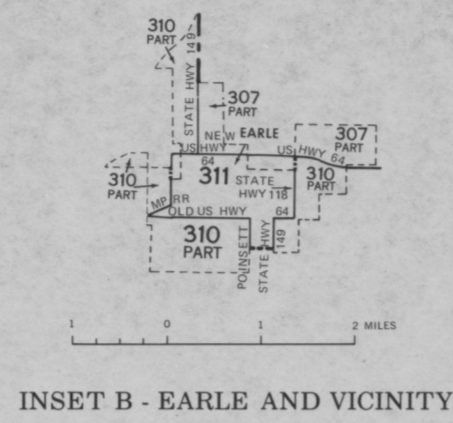 310
PART
STATE HWY 149
307
PART
NEW
US HWY
64
EARLE
US HWY 64
307
PART
310
PART
311
STATE
HWY 118
310
PART
MP RR
OLD US HWY 64
310
PART
POINSETT
STATE HWY
149
1 0 1 2 MILES
INSET B - EARLE AND VICINITY